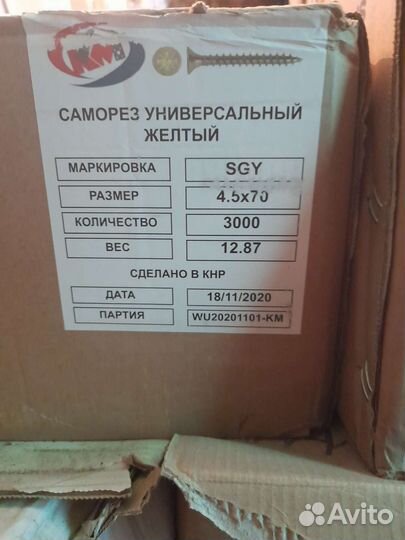 САМОРЕЗ УНИВЕРСАЛЬНЫЙ
ЖЕЛТЫЙ
МАРКИРОВКА SGY
РАЗМЕР 4.5x70
КОЛИЧЕСТВО 3000
ВЕС 12.87
СДЕЛАНО В КНР
ДАТА 18/11/2020
ПАРТИЯ WU20201101-KM
Avito